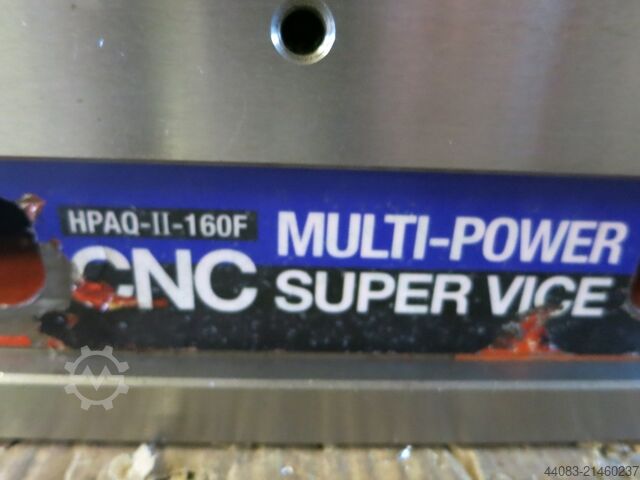 HPAQ-II-160F
MULTI-POWER
CNC SUPER VICE
44083-21460237